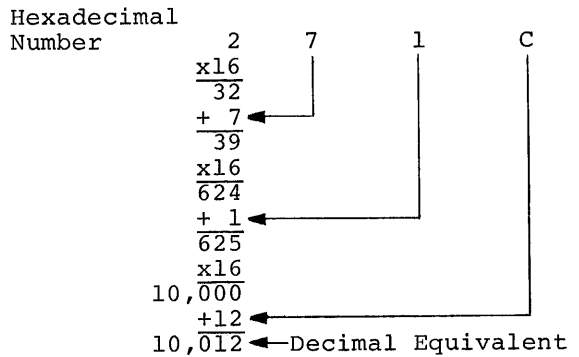 Hexadecimal
Number 2 7 1 C
x16
32
+ 7
39
x16
624
+ 1
625
x16
10,000
+12
10,012 Decimal Equivalent